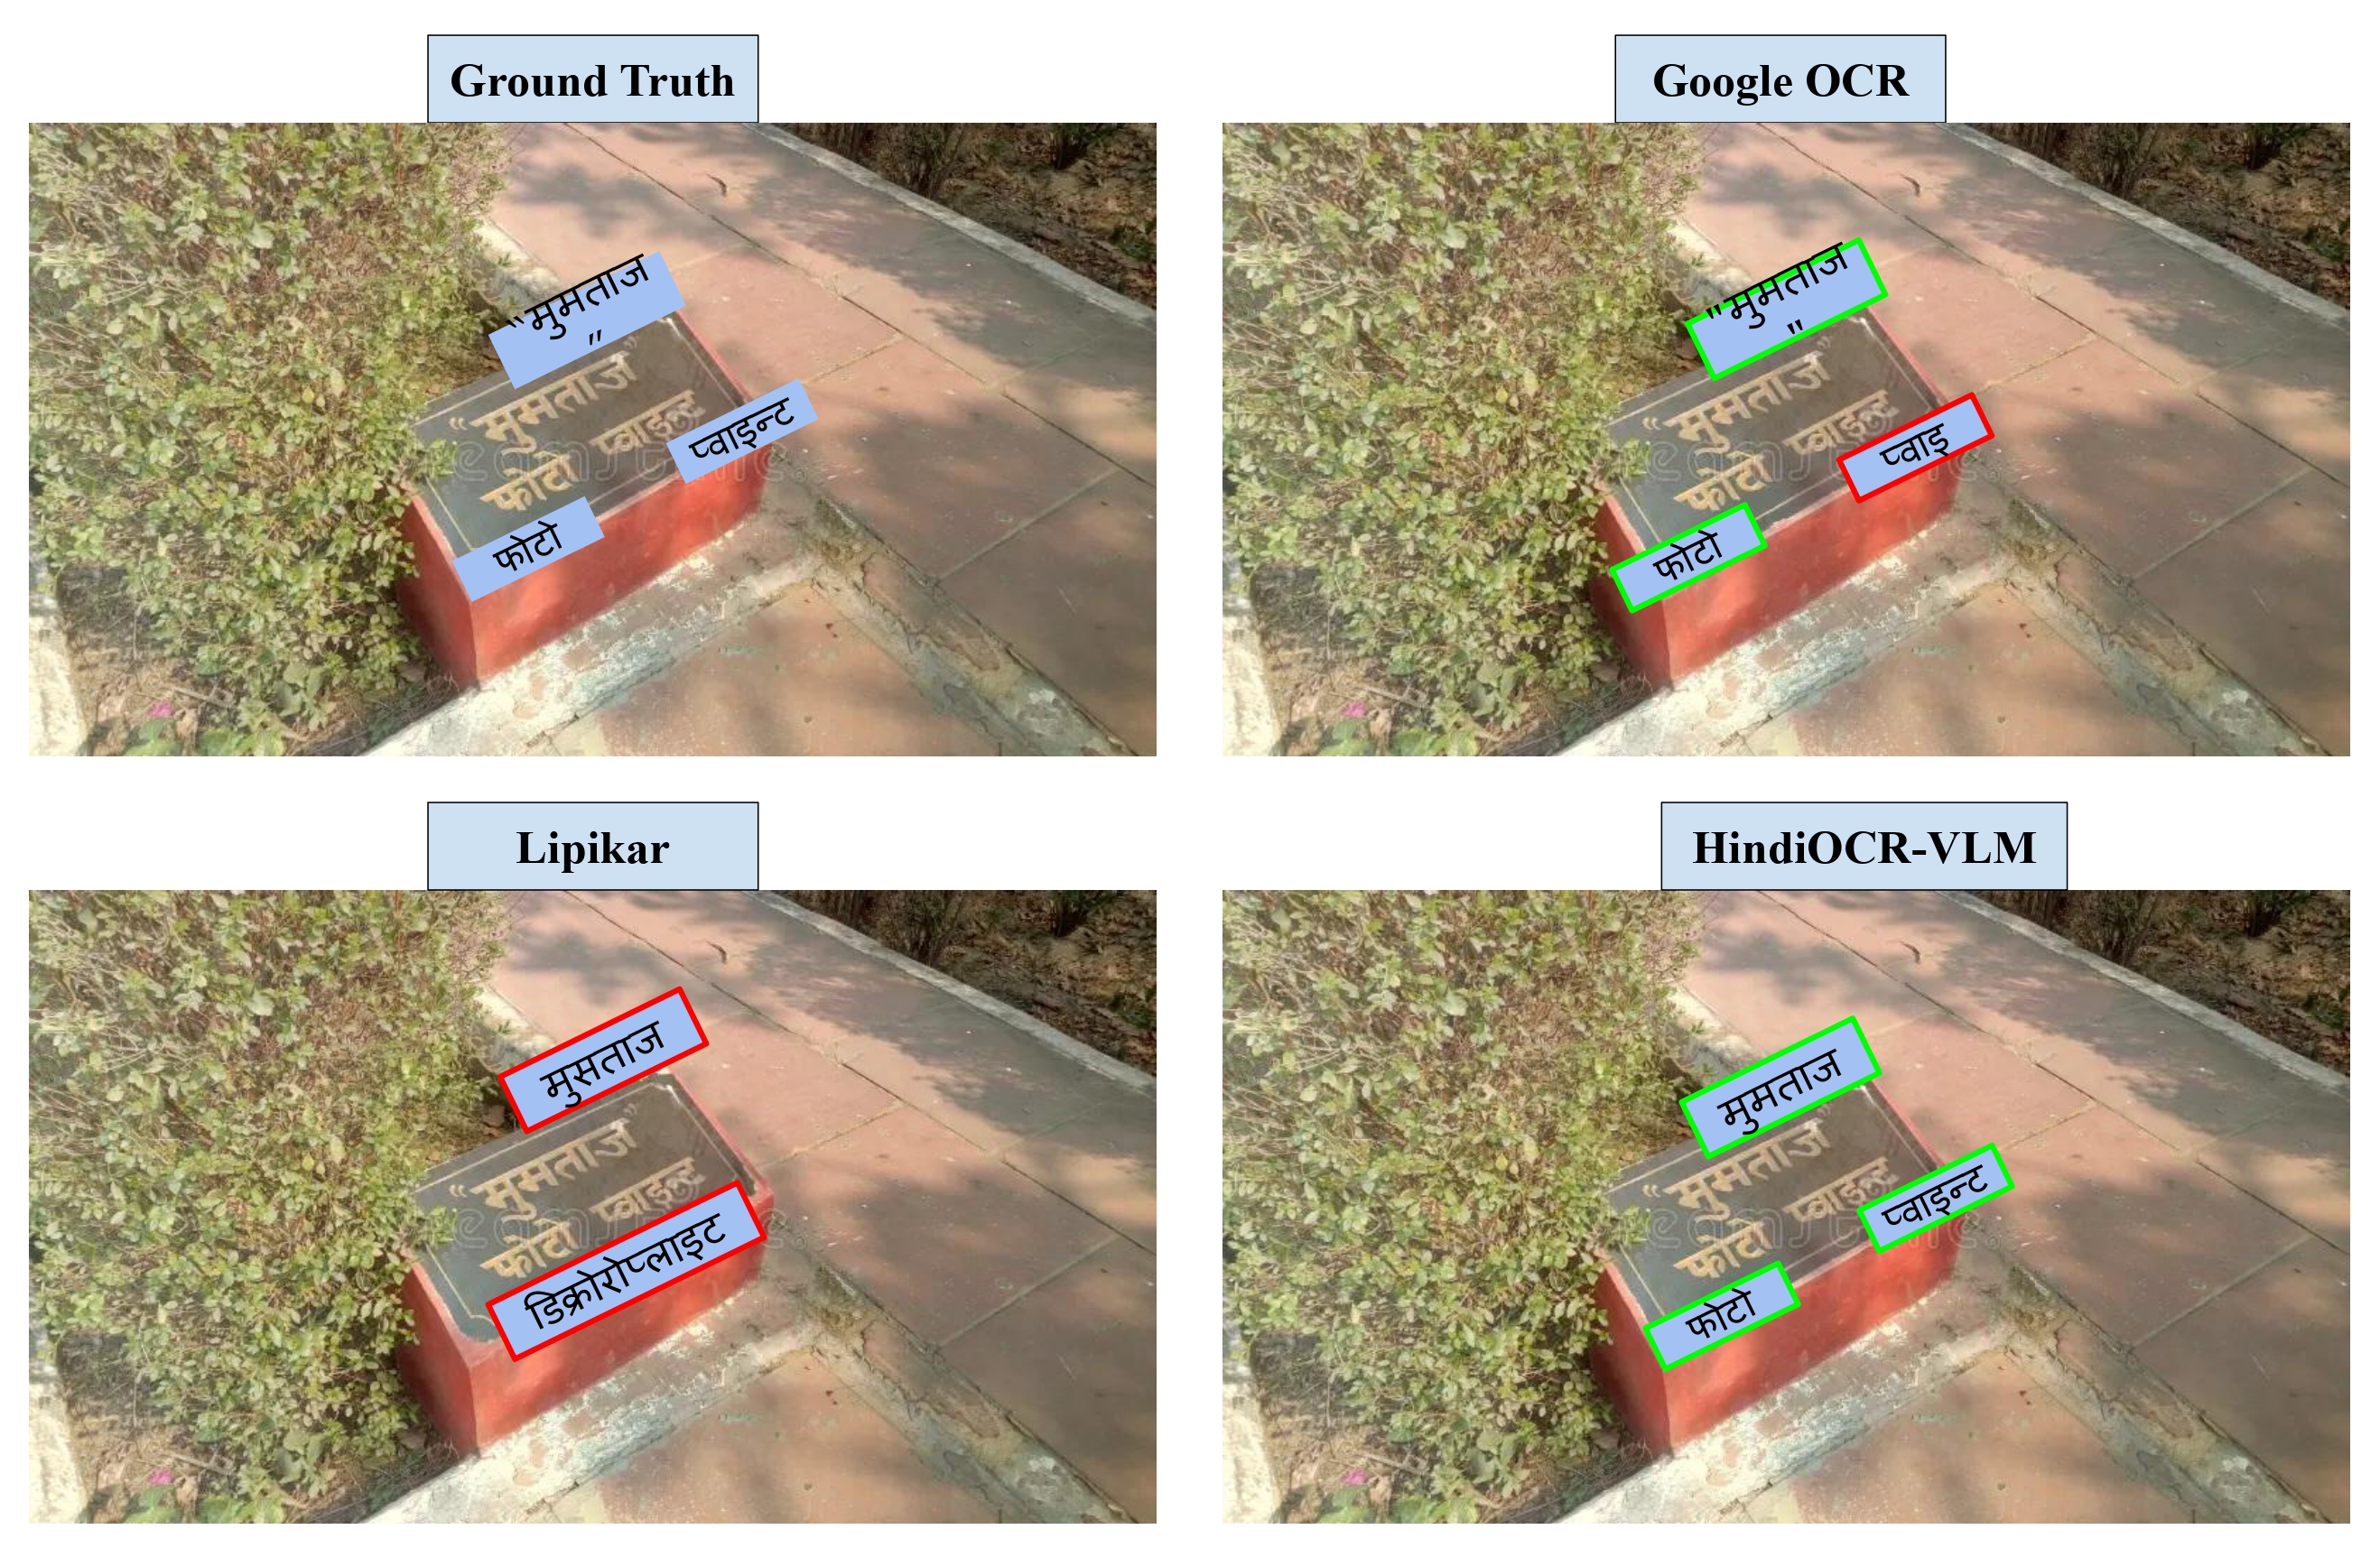 Ground Truth
“मुमताज
”
“मुमताज”
फोटो प्वाइन्ट
प्वाइन्ट
फोटो
Google OCR
"मुमताज
"
“मुमताज”
फोटो प्वाइन्ट
प्वाइ
फोटो
Lipikar
मुसताज
“मुमताज”
फोटो प्वाइन्ट
डिक्रोरोप्लाइट
HindiOCR-VLM
मुमताज
“मुमताज”
फोटो प्वाइन्ट
प्वाइन्ट
फोटो